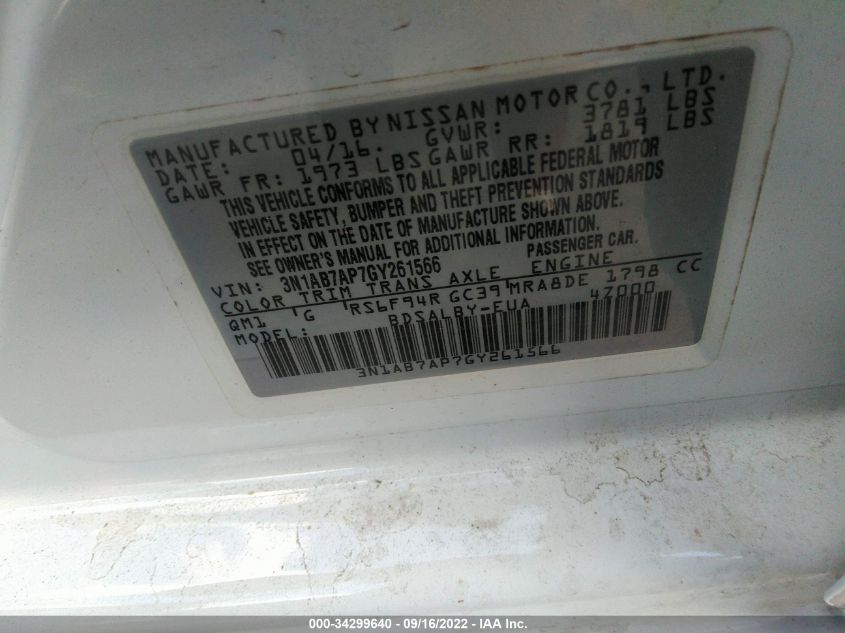 MANUFACTURED BY NISSAN MOTOR CO., LTD.
DATE: 04/16. GVWR: 3781 LBS
GAWR FR: 1973 LBS GAWR RR: 1819 LBS
THIS VEHICLE CONFORMS TO ALL APPLICABLE FEDERAL MOTOR
VEHICLE SAFETY, BUMPER AND THEFT PREVENTION STANDARDS
IN EFFECT ON THE DATE OF MANUFACTURE SHOWN ABOVE.
SEE OWNER'S MANUAL FOR ADDITIONAL INFORMATION.
VIN: 3N1AB7AP7GY261566 PASSENGER CAR.
COLOR TRIM TRANS AXLE ENGINE
QM1 G RS6F94R GC39 MRA8DE 1798 CC
MODEL: BDSALBY-EUA 4Z000
3N1AB7AP7GY261566
000-34299640 - 09/16/2022 - IAA Inc.